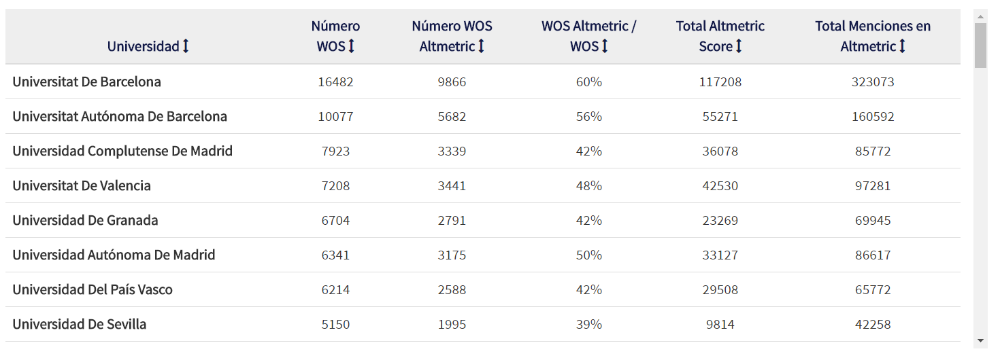 Universidad Número WOS Número WOS Altmetric WOS Altmetric / WOS Total Altmetric Score Total Menciones en Altmetric
Universitat De Barcelona 16482 9866 60% 117208 323073
Universitat Autónoma De Barcelona 10077 5682 56% 55271 160592
Universidad Complutense De Madrid 7923 3339 42% 36078 85772
Universitat De Valencia 7208 3441 48% 42530 97281
Universidad De Granada 6704 2791 42% 23269 69945
Universidad Autónoma De Madrid 6341 3175 50% 33127 86617
Universidad Del País Vasco 6214 2588 42% 29508 65772
Universidad De Sevilla 5150 1995 39% 9814 42258